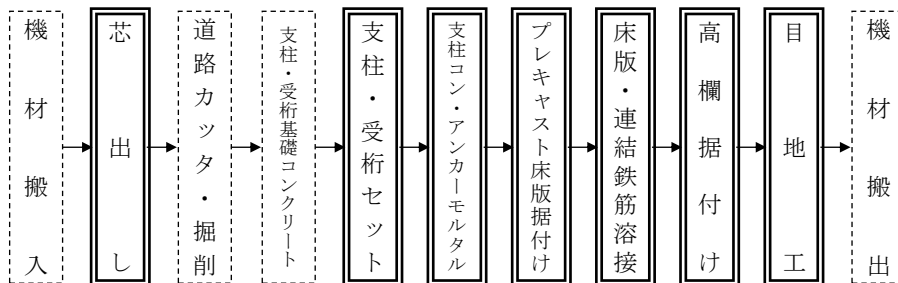 機材搬入
芯出し
道路カッタ・掘削
支柱・受桁基礎コンクリート
支柱・受桁セット
支柱コン・アンカーモルタル
プレキャスト床版据付け
床版・連結鉄筋溶接
高欄据付け
目地工
機材搬出